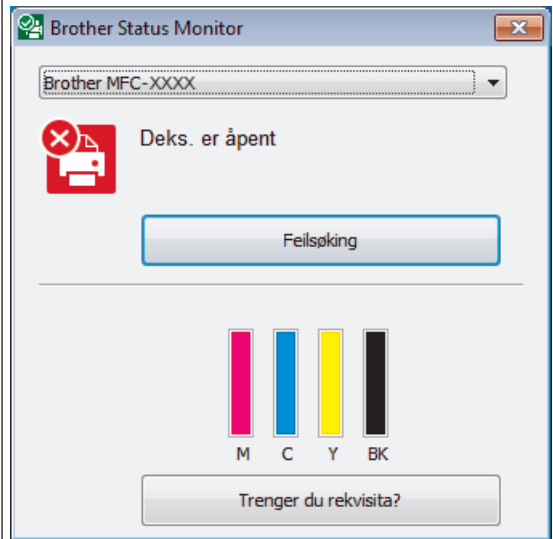 Brother Status Monitor
Brother MFC-XXXX
Deks. er åpent
Feilsøking
M C Y BK
Trenger du rekvisita?